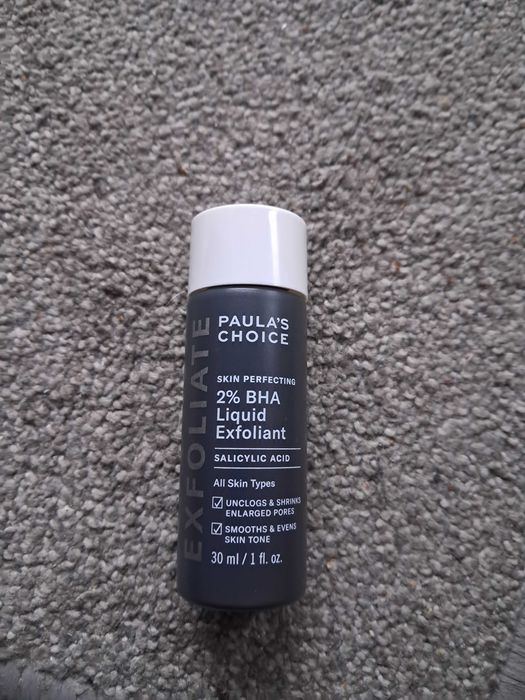 EXFOLIATE
PAULA'S
CHOICE
SKIN PERFECTING
2% BHA
Liquid
Exfoliant
SALICYLIC ACID
All Skin Types
UNCLOGS & SHRINKS
ENLARGED PORES
SMOOTHS & EVENS
SKIN TONE
30 ml / 1 fl. oz.